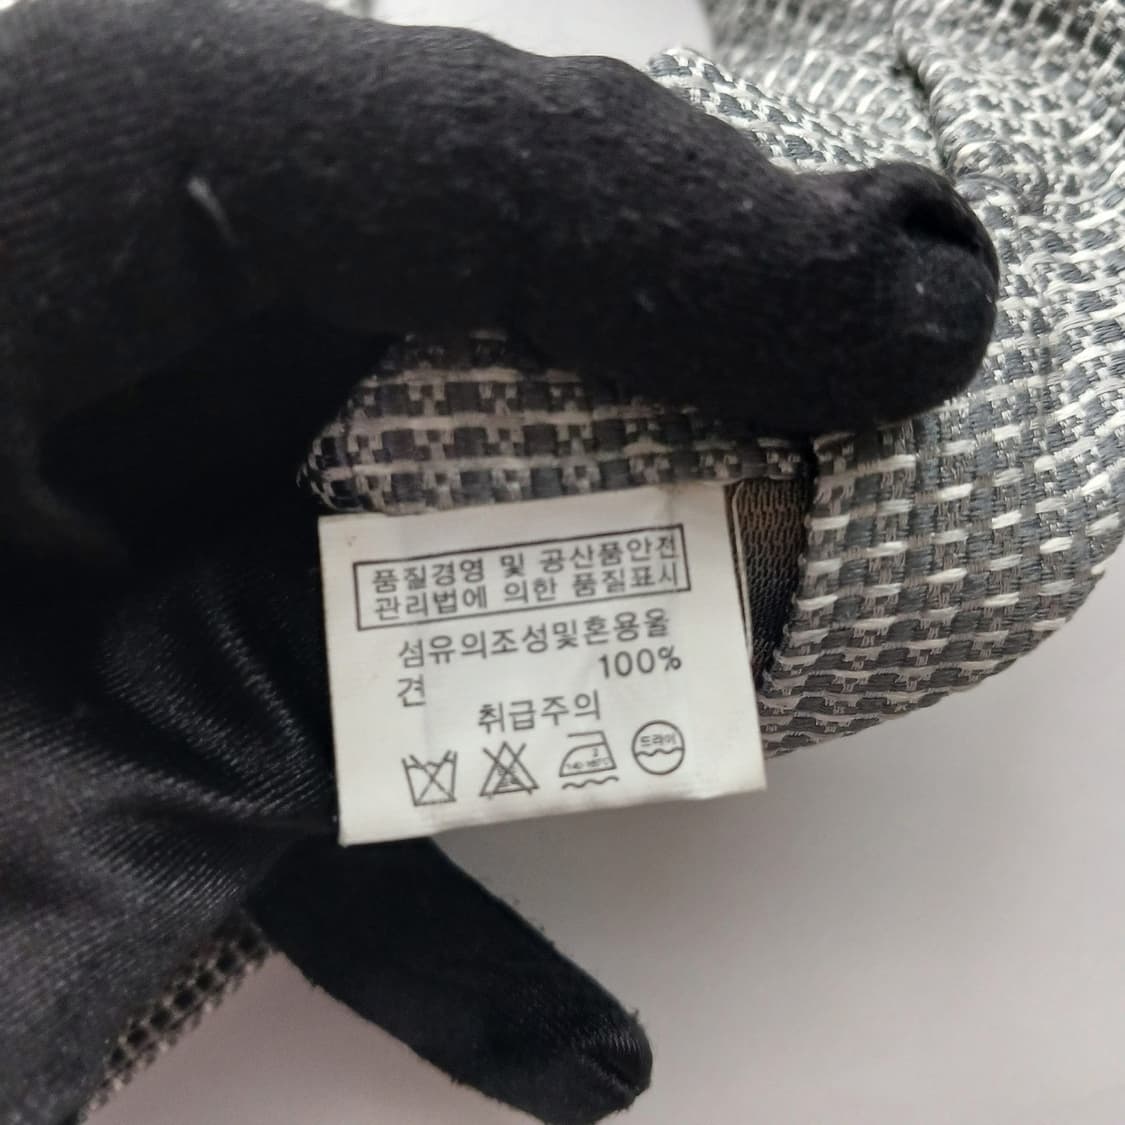 품질경영 및 공산품안전
관리법에 의한 품질표시
섬유의조성및혼용율
견 100%
취급주의
드라이